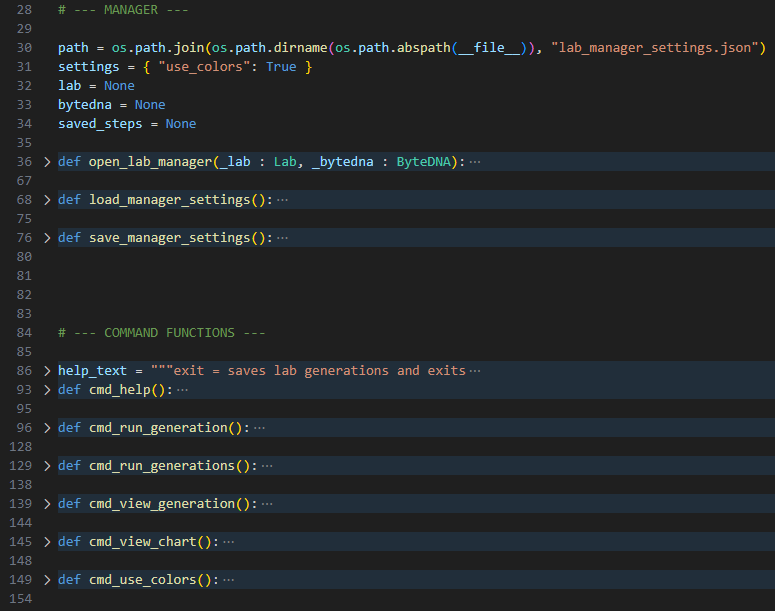 28 # --- MANAGER ---
29
30 path = os.path.join(os.path.dirname(os.path.abspath(__file__)), "lab_manager_settings.json")
31 settings = { "use_colors": True }
32 lab = None
33 bytedna = None
34 saved_steps = None
35
36 > def open_lab_manager(_lab : Lab, _bytedna : ByteDNA): ···
67
68 > def load_manager_settings(): ···
75
76 > def save_manager_settings(): ···
80
81
82
83
84 # --- COMMAND FUNCTIONS ---
85
86 > help_text = """exit = saves lab generations and exits ···
93 > def cmd_help(): ···
95
96 > def cmd_run_generation(): ···
128
129 > def cmd_run_generations(): ···
138
139 > def cmd_view_generation(): ···
144
145 > def cmd_view_chart(): ···
148
149 > def cmd_use_colors(): ···
154